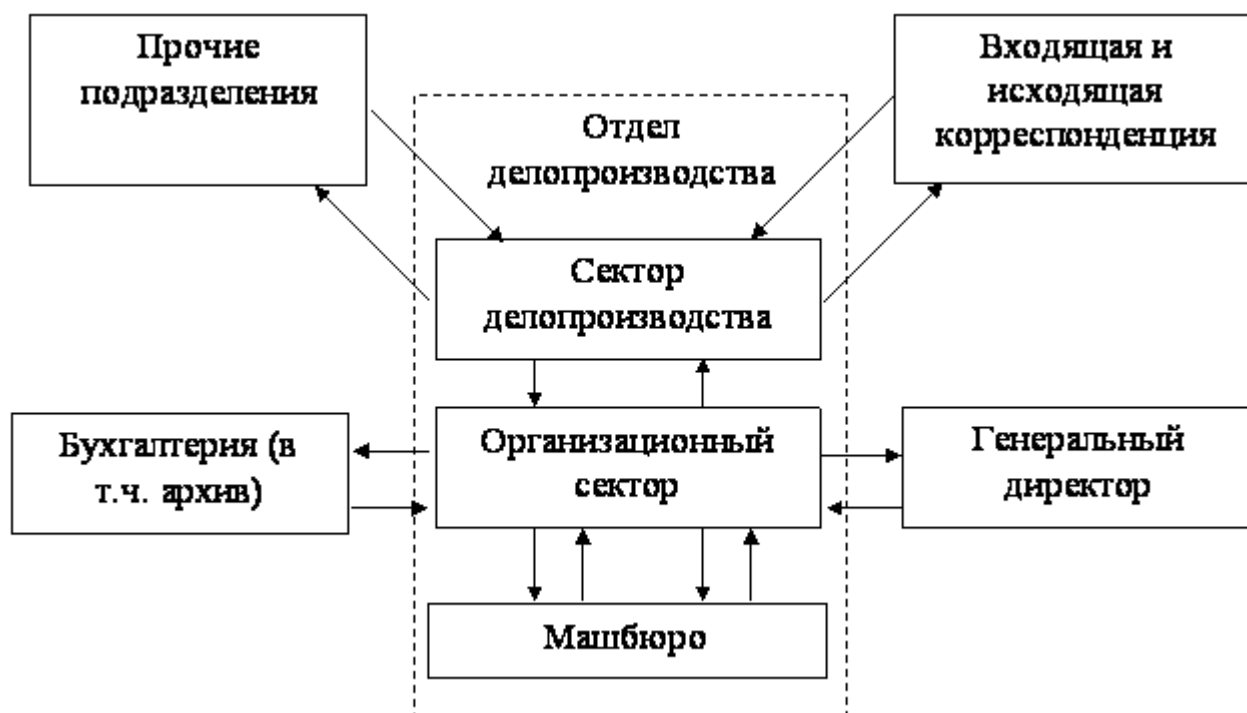 Прочие
подразделения
Входящая и
исходящая
корреспонденция
Отдел
делопроизводства
Сектор
делопроизводства
Бухгалтерия (в
т.ч. архив)
Организационный
сектор
Генеральный
директор
Машбюро